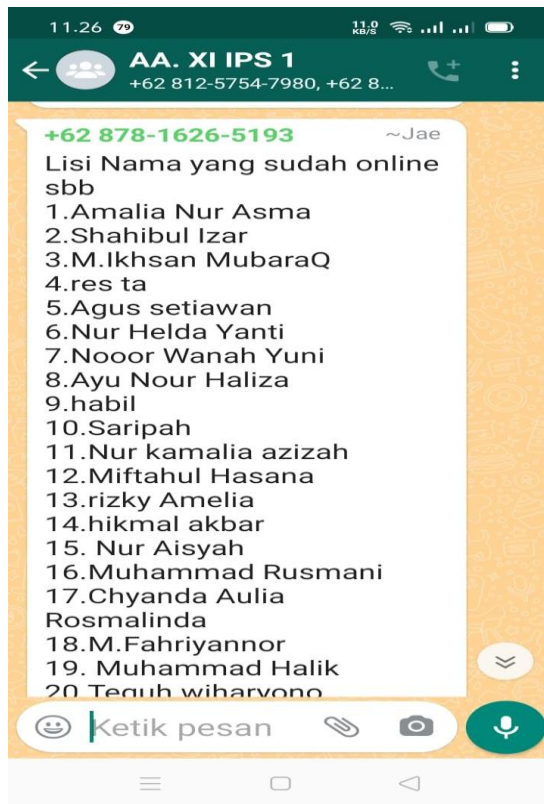 11.26 79 11.0 KB/S
AA. XI IPS 1
+62 812-5754-7980, +62 8...
+62 878-1626-5193 ~Jae
Lisi Nama yang sudah online
sbb
1.Amalia Nur Asma
2.Shahibul Izar
3.M.Ikhsan MubaraQ
4.res ta
5.Agus setiawan
6.Nur Helda Yanti
7.Nooor Wanah Yuni
8.Ayu Nour Haliza
9.habil
10.Saripah
11.Nur kamalia azizah
12.Miftahul Hasana
13.rizky Amelia
14.hikmal akbar
15. Nur Aisyah
16.Muhammad Rusmani
17.Chyanda Aulia
Rosmalinda
18.M.Fahriyannor
19. Muhammad Halik
20 Teguh wiharyono
Ketik pesan